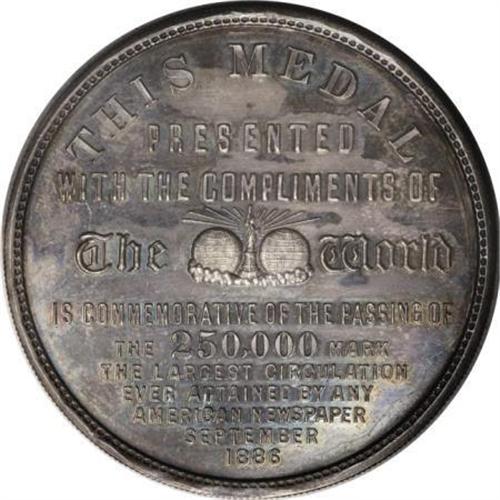 THIS MEDAL
PRESENTED
WITH THE COMPLIMENTS OF
The World
IS COMMEMORATIVE OF THE PASSING OF
THE 250,000 MARK
THE LARGEST CIRCULATION
EVER ATTAINED BY ANY
AMERICAN NEWSPAPER
SEPTEMBER
1886